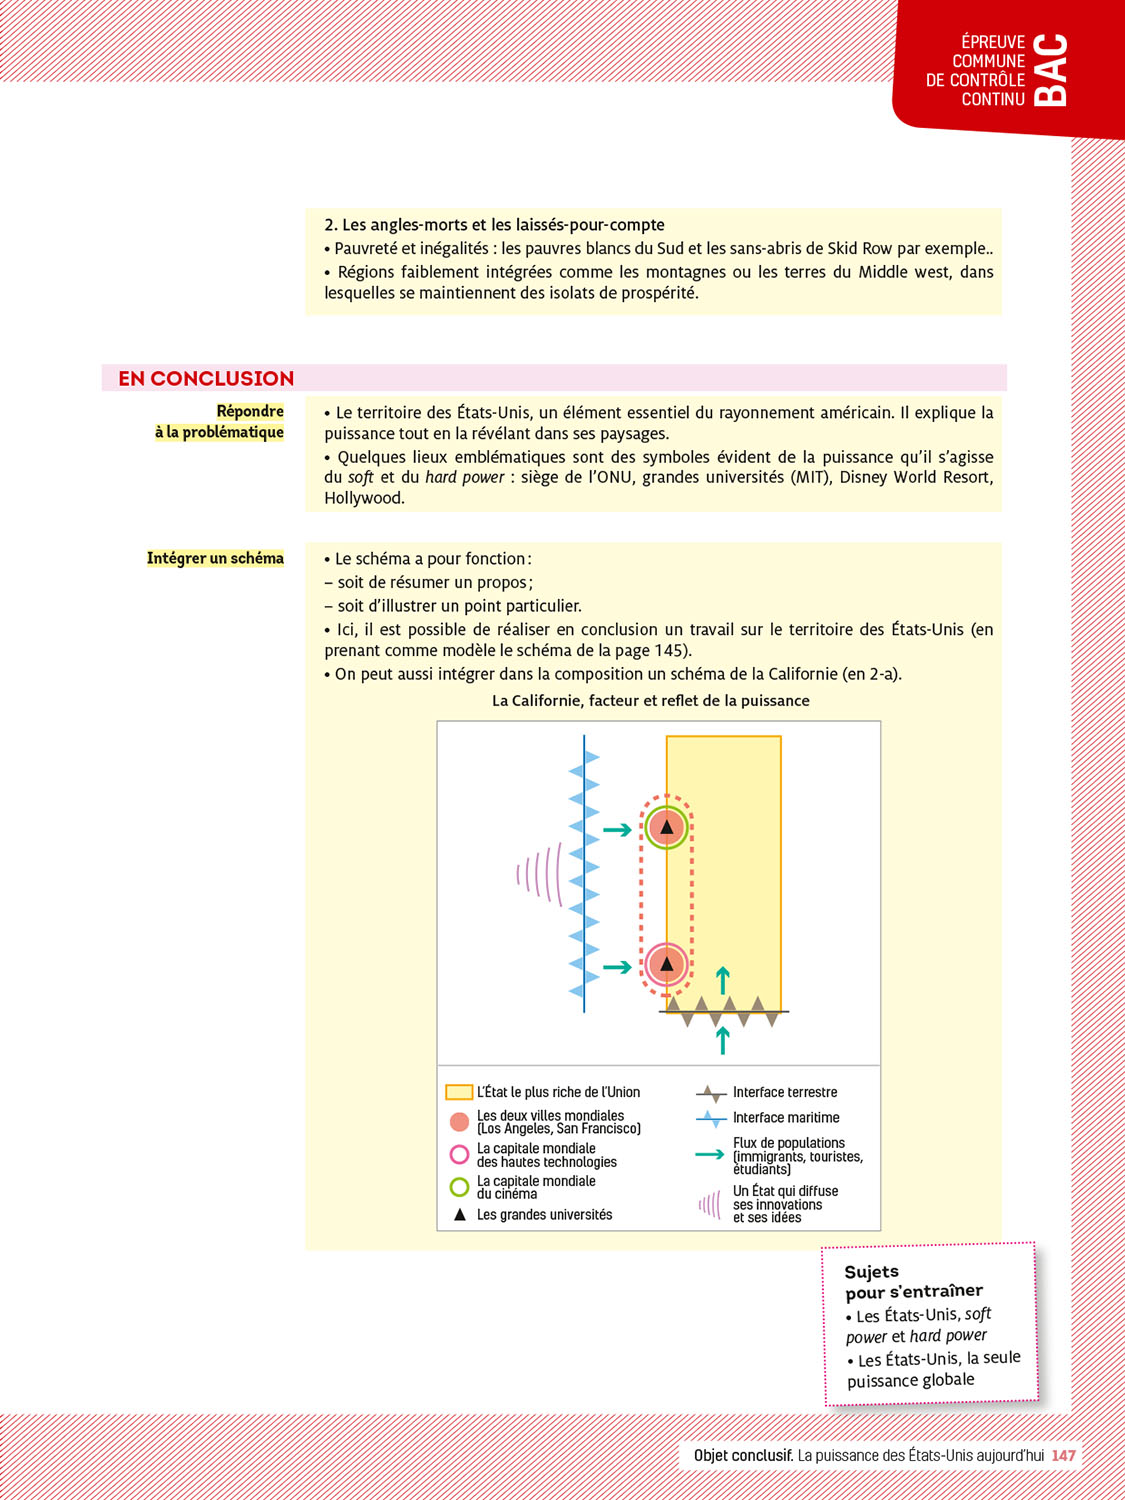 ÉPREUVE
COMMUNE
DE CONTRÔLE
CONTINU
BAC
2. Les angles-morts et les laissés-pour-compte
• Pauvreté et inégalités : les pauvres blancs du Sud et les sans-abris de Skid Row par exemple..
• Régions faiblement intégrées comme les montagnes ou les terres du Middle west, dans
lesquelles se maintiennent des isolats de prospérité.
EN CONCLUSION
Répondre
à la problématique
• Le territoire des États-Unis, un élément essentiel du rayonnement américain. Il explique la
puissance tout en la révélant dans ses paysages.
• Quelques lieux emblématiques sont des symboles évident de la puissance qu'il s'agisse
du soft et du hard power : siège de l'ONU, grandes universités (MIT), Disney World Resort,
Hollywood.
Intégrer un schéma
• Le schéma a pour fonction :
– soit de résumer un propos ;
– soit d'illustrer un point particulier.
• Ici, il est possible de réaliser en conclusion un travail sur le territoire des États-Unis (en
prenant comme modèle le schéma de la page 145).
• On peut aussi intégrer dans la composition un schéma de la Californie (en 2-a).
La Californie, facteur et reflet de la puissance
L'État le plus riche de l'Union
Les deux villes mondiales
(Los Angeles, San Francisco)
La capitale mondiale
des hautes technologies
La capitale mondiale
du cinéma
Les grandes universités
Interface terrestre
Interface maritime
Flux de populations
(immigrants, touristes,
étudiants)
Un État qui diffuse
ses innovations
et ses idées
Sujets
pour s'entraîner
• Les États-Unis, soft
power et hard power
• Les États-Unis, la seule
puissance globale
Objet conclusif. La puissance des États-Unis aujourd'hui 147